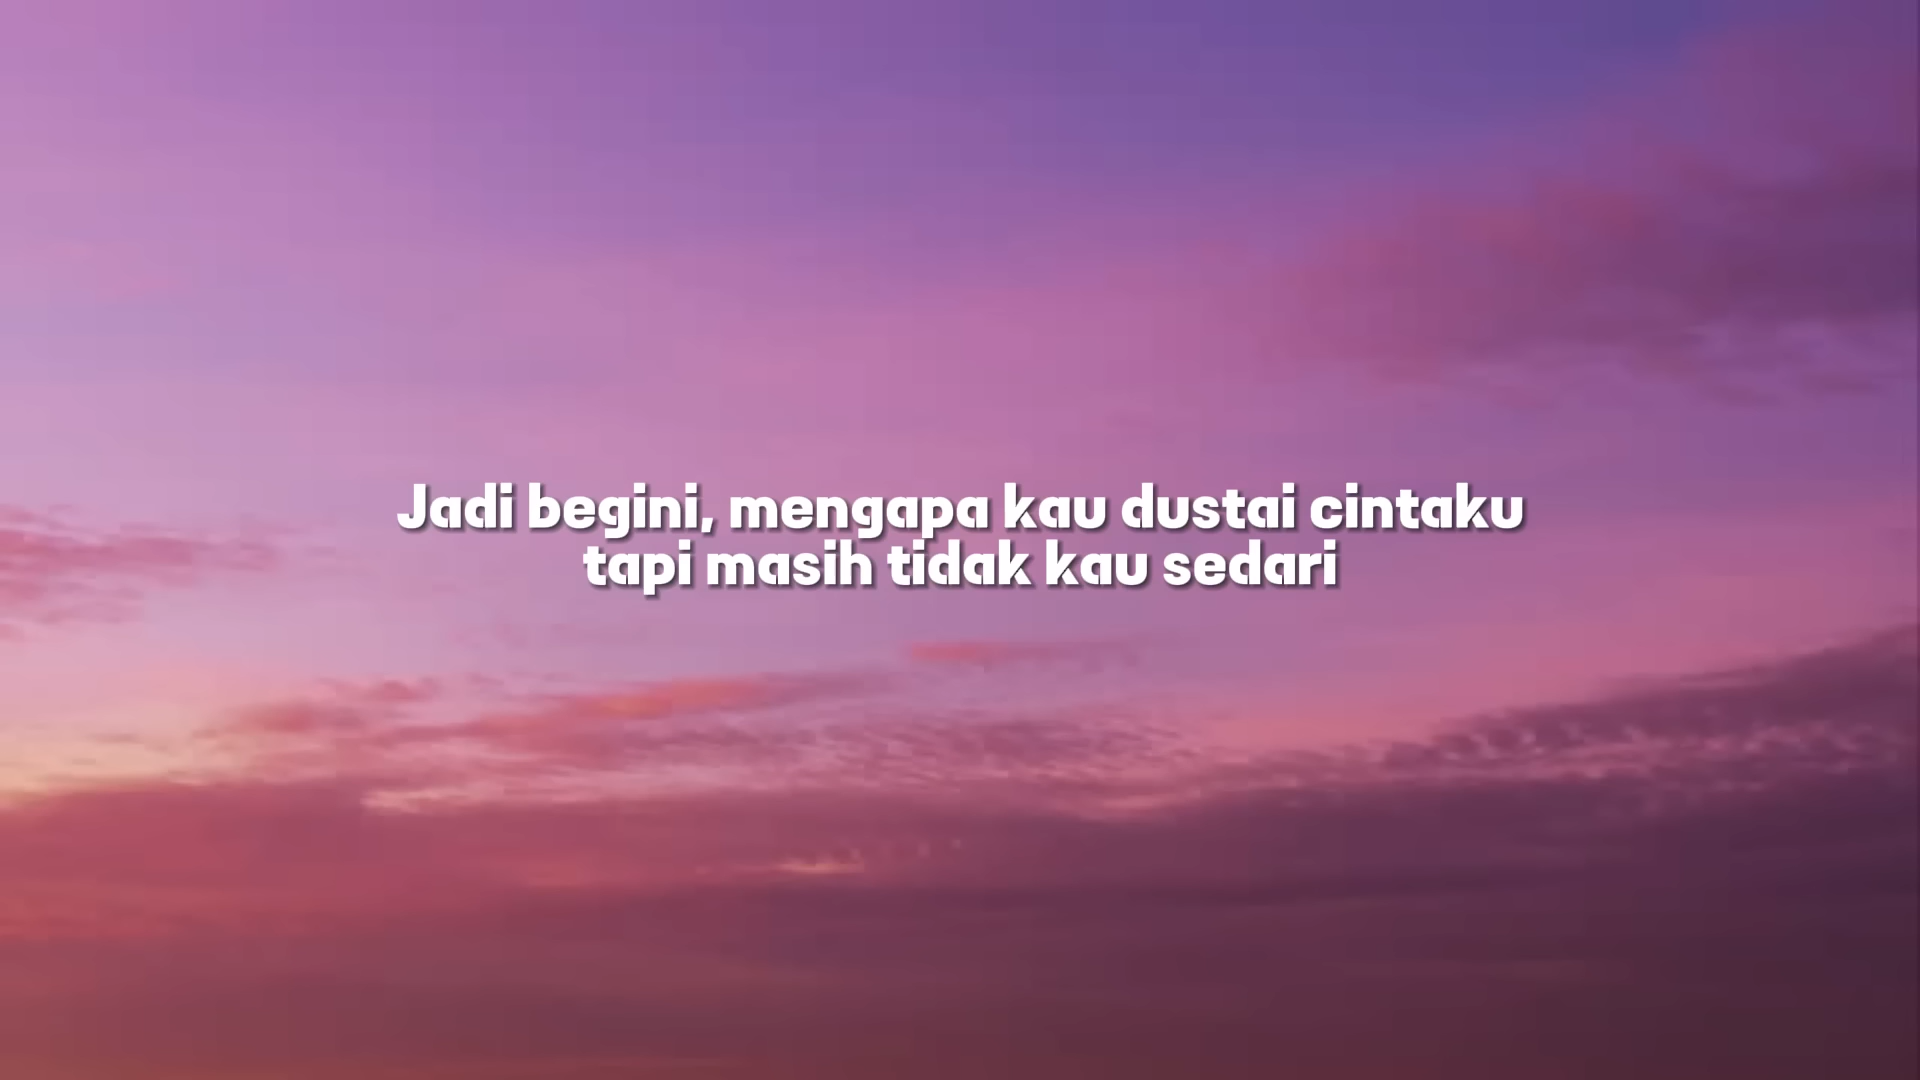 Jadi begini, mengapa kau dustai cintaku
tapi masih tidak kau sedari